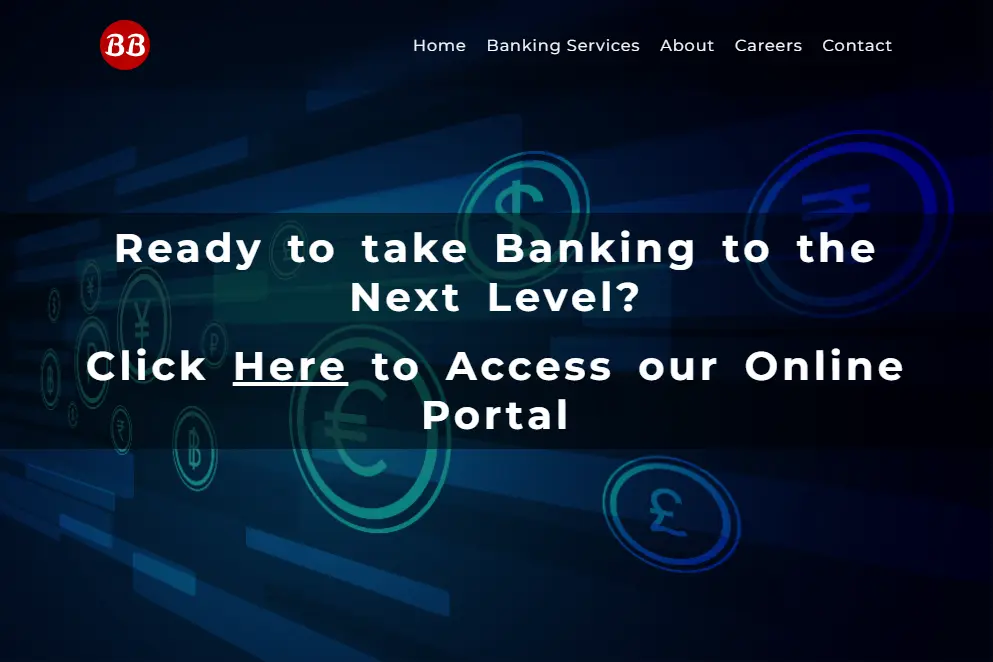 BB
Home Banking Services About Careers Contact
Ready to take Banking to the
Next Level?
Click Here to Access our Online
Portal